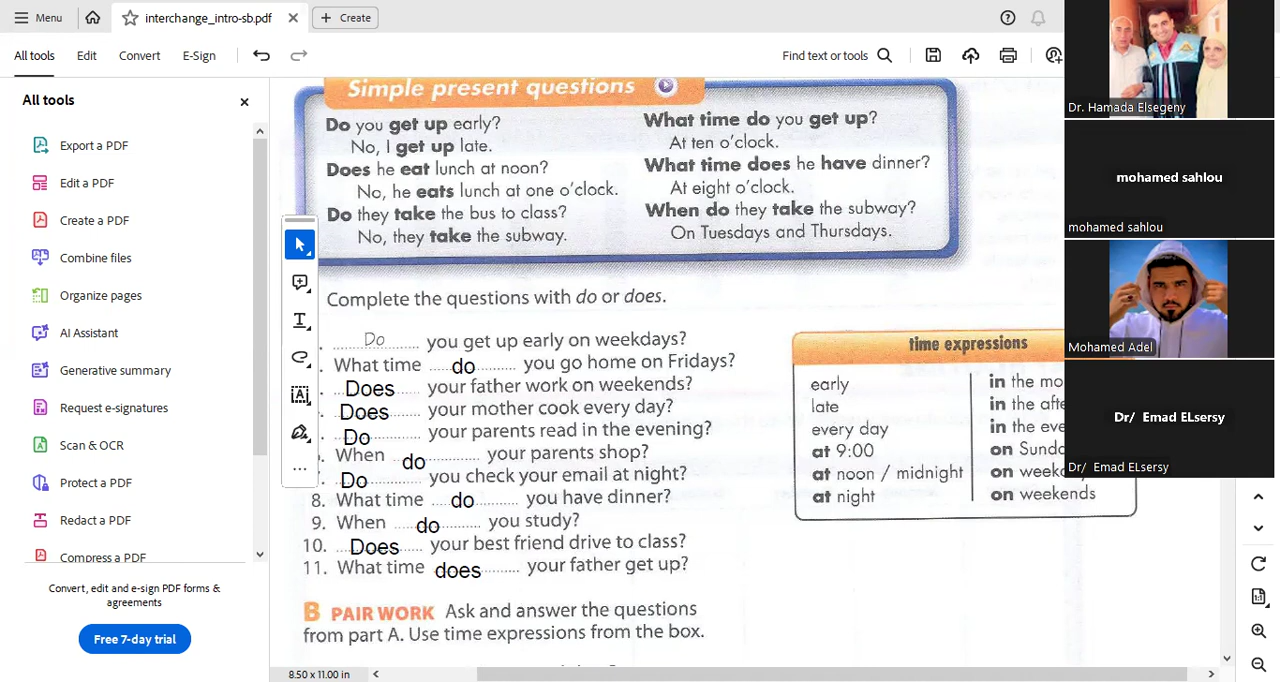 Menu
interchange_intro-sb.pdf
Create
All tools
Edit
Convert
E-Sign
Find text or tools
All tools
Export a PDF
Edit a PDF
Create a PDF
Combine files
Organize pages
AI Assistant
Generative summary
Request e-signatures
Scan & OCR
Protect a PDF
Redact a PDF
Compress a PDF
Convert, edit and e-sign PDF forms &
agreements
Free 7-day trial
Simple present questions
Do you get up early?
No, I get up late.
Does he eat lunch at noon?
No, he eats lunch at one o'clock.
Do they take the bus to class?
No, they take the subway.
What time do you get up?
At ten o'clock.
What time does he have dinner?
At eight o'clock.
When do they take the subway?
On Tuesdays and Thursdays.
Complete the questions with do or does.
Do you get up early on weekdays?
What time do you go home on Fridays?
Does your father work on weekends?
Does your mother cook every day?
Do your parents read in the evening?
When do your parents shop?
Do you check your email at night?
8. What time do you have dinner?
9. When do you study?
10. Does your best friend drive to class?
11. What time does your father get up?
time expressions
early
late
every day
at 9:00
at noon / midnight
at night
in the
in the
in the
on
on
on weekends
B PAIR WORK Ask and answer the questions
from part A. Use time expressions from the box.
8.50 x 11.00 in
Dr. Hamada Elsegeny
mohamed sahlou
mohamed sahlou
Mohamed Adel
Dr/ Emad ELsersy
Dr/ Emad ELsersy